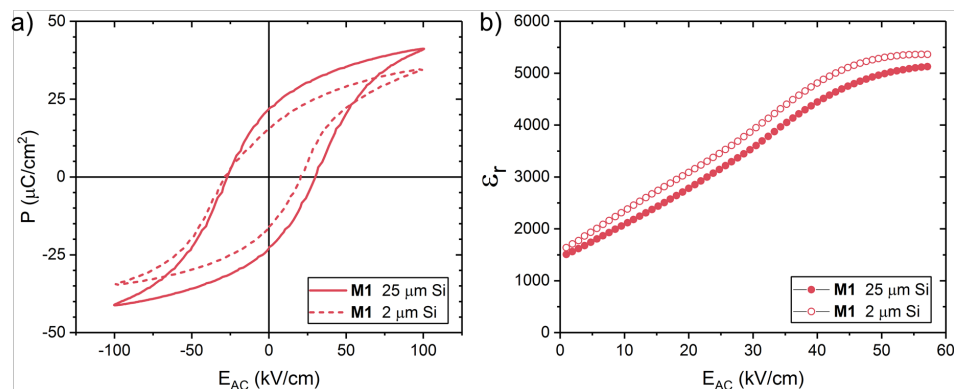 a)
50
25
0
-25
-50
P (μC/cm²)
-100 -50 0 50 100
E_AC (kV/cm)
M1 25 μm Si
M1 2 μm Si
b)
6000
5000
4000
3000
2000
1000
0
ε_r
0 10 20 30 40 50 60
E_AC (kV/cm)
M1 25 μm Si
M1 2 μm Si